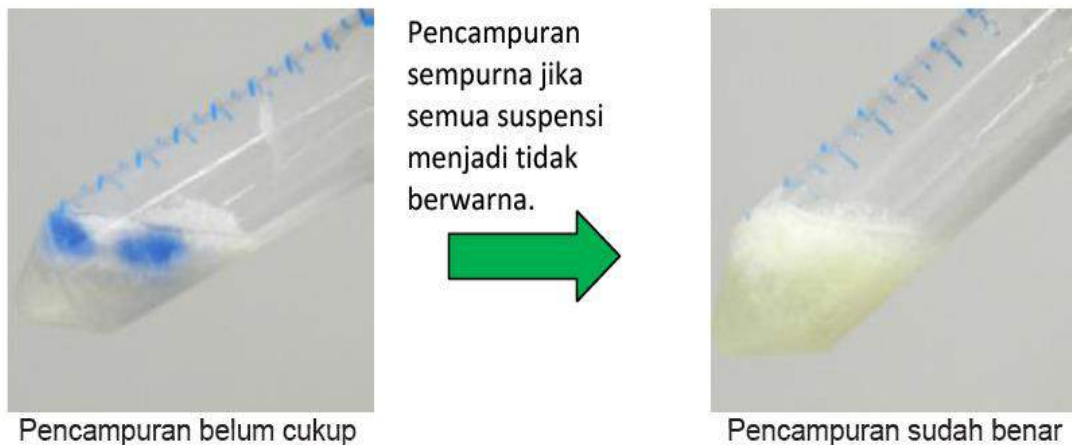 Pencampuran
sempurna jika
semua suspensi
menjadi tidak
berwarna.
Pencampuran belum cukup
Pencampuran sudah benar